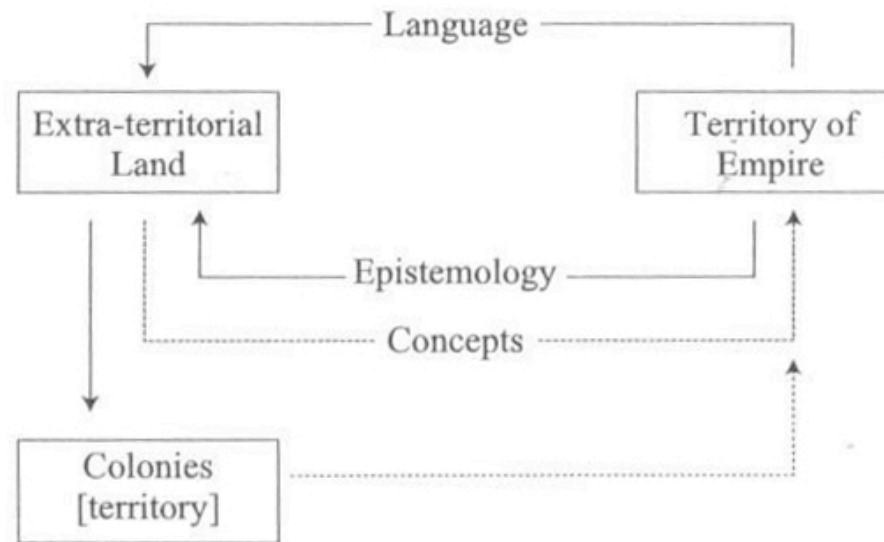 Language
Extra-territorial
Land
Territory of
Empire
Epistemology
Concepts
Colonies
[territory]